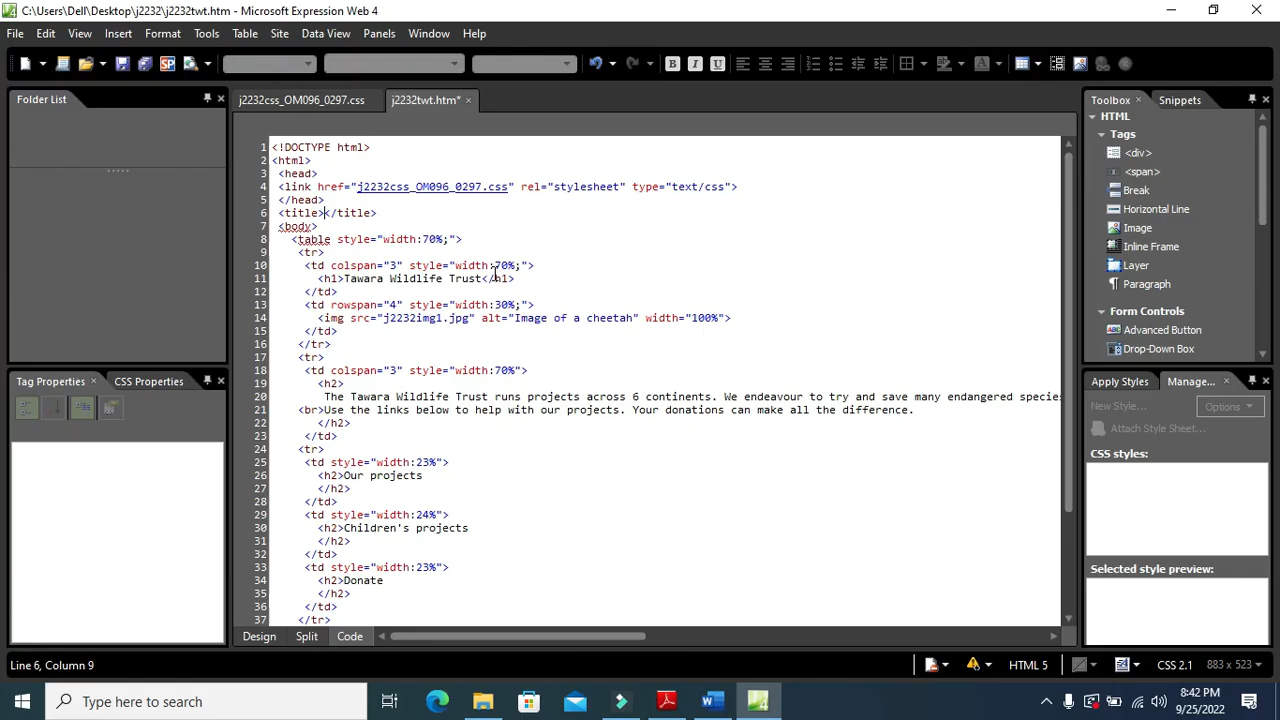 C:\Users\Dell\Desktop\j2232\j2232twt.htm - Microsoft Expression Web 4
File Edit View Insert Format Tools Table Site Data View Panels Window Help
Folder List
j2232css_OM096_0297.css j2232twt.htm*
Toolbox Snippets
1 <!DOCTYPE html>
2 <html>
3 <head>
4 <link href="j2232css_OM096_0297.css" rel="stylesheet" type="text/css">
5 </head>
6 <title></title>
7 <body>
8 <table style="width:70%;">
9 <tr>
10 <td colspan="3" style="width:70%;">
11 <h1>Tawara Wildlife Trust</h1>
12 </td>
13 <td rowspan="4" style="width:30%;">
14 <img src="j2232img1.jpg" alt="Image of a cheetah" width="100%">
15 </td>
16 </tr>
17 <tr>
18 <td colspan="3" style="width:70%">
19 <h2>
20 The Tawara Wildlife Trust runs projects across 6 continents. We endeavour to try and save many endangered species
21 <br>Use the links below to help with our projects. Your donations can make all the difference.
22 </h2>
23 </td>
24 <tr>
25 <td style="width:23%">
26 <h2>Our projects
27 </h2>
28 </td>
29 <td style="width:24%">
30 <h2>Children's projects
31 </h2>
32 </td>
33 <td style="width:23%">
34 <h2>Donate
35 </h2>
36 </td>
37 </tr>
HTML
Tags
<div>
<span>
Break
Horizontal Line
Image
Inline Frame
Layer
Paragraph
Form Controls
Advanced Button
Drop-Down Box
Tag Properties CSS Properties
Apply Styles Manage...
New Style... Options
Attach Style Sheet...
CSS styles:
Selected style preview:
Design Split Code
Line 6, Column 9
HTML 5 CSS 2.1 883 x 523
Type here to search
8:42 PM
9/25/2022